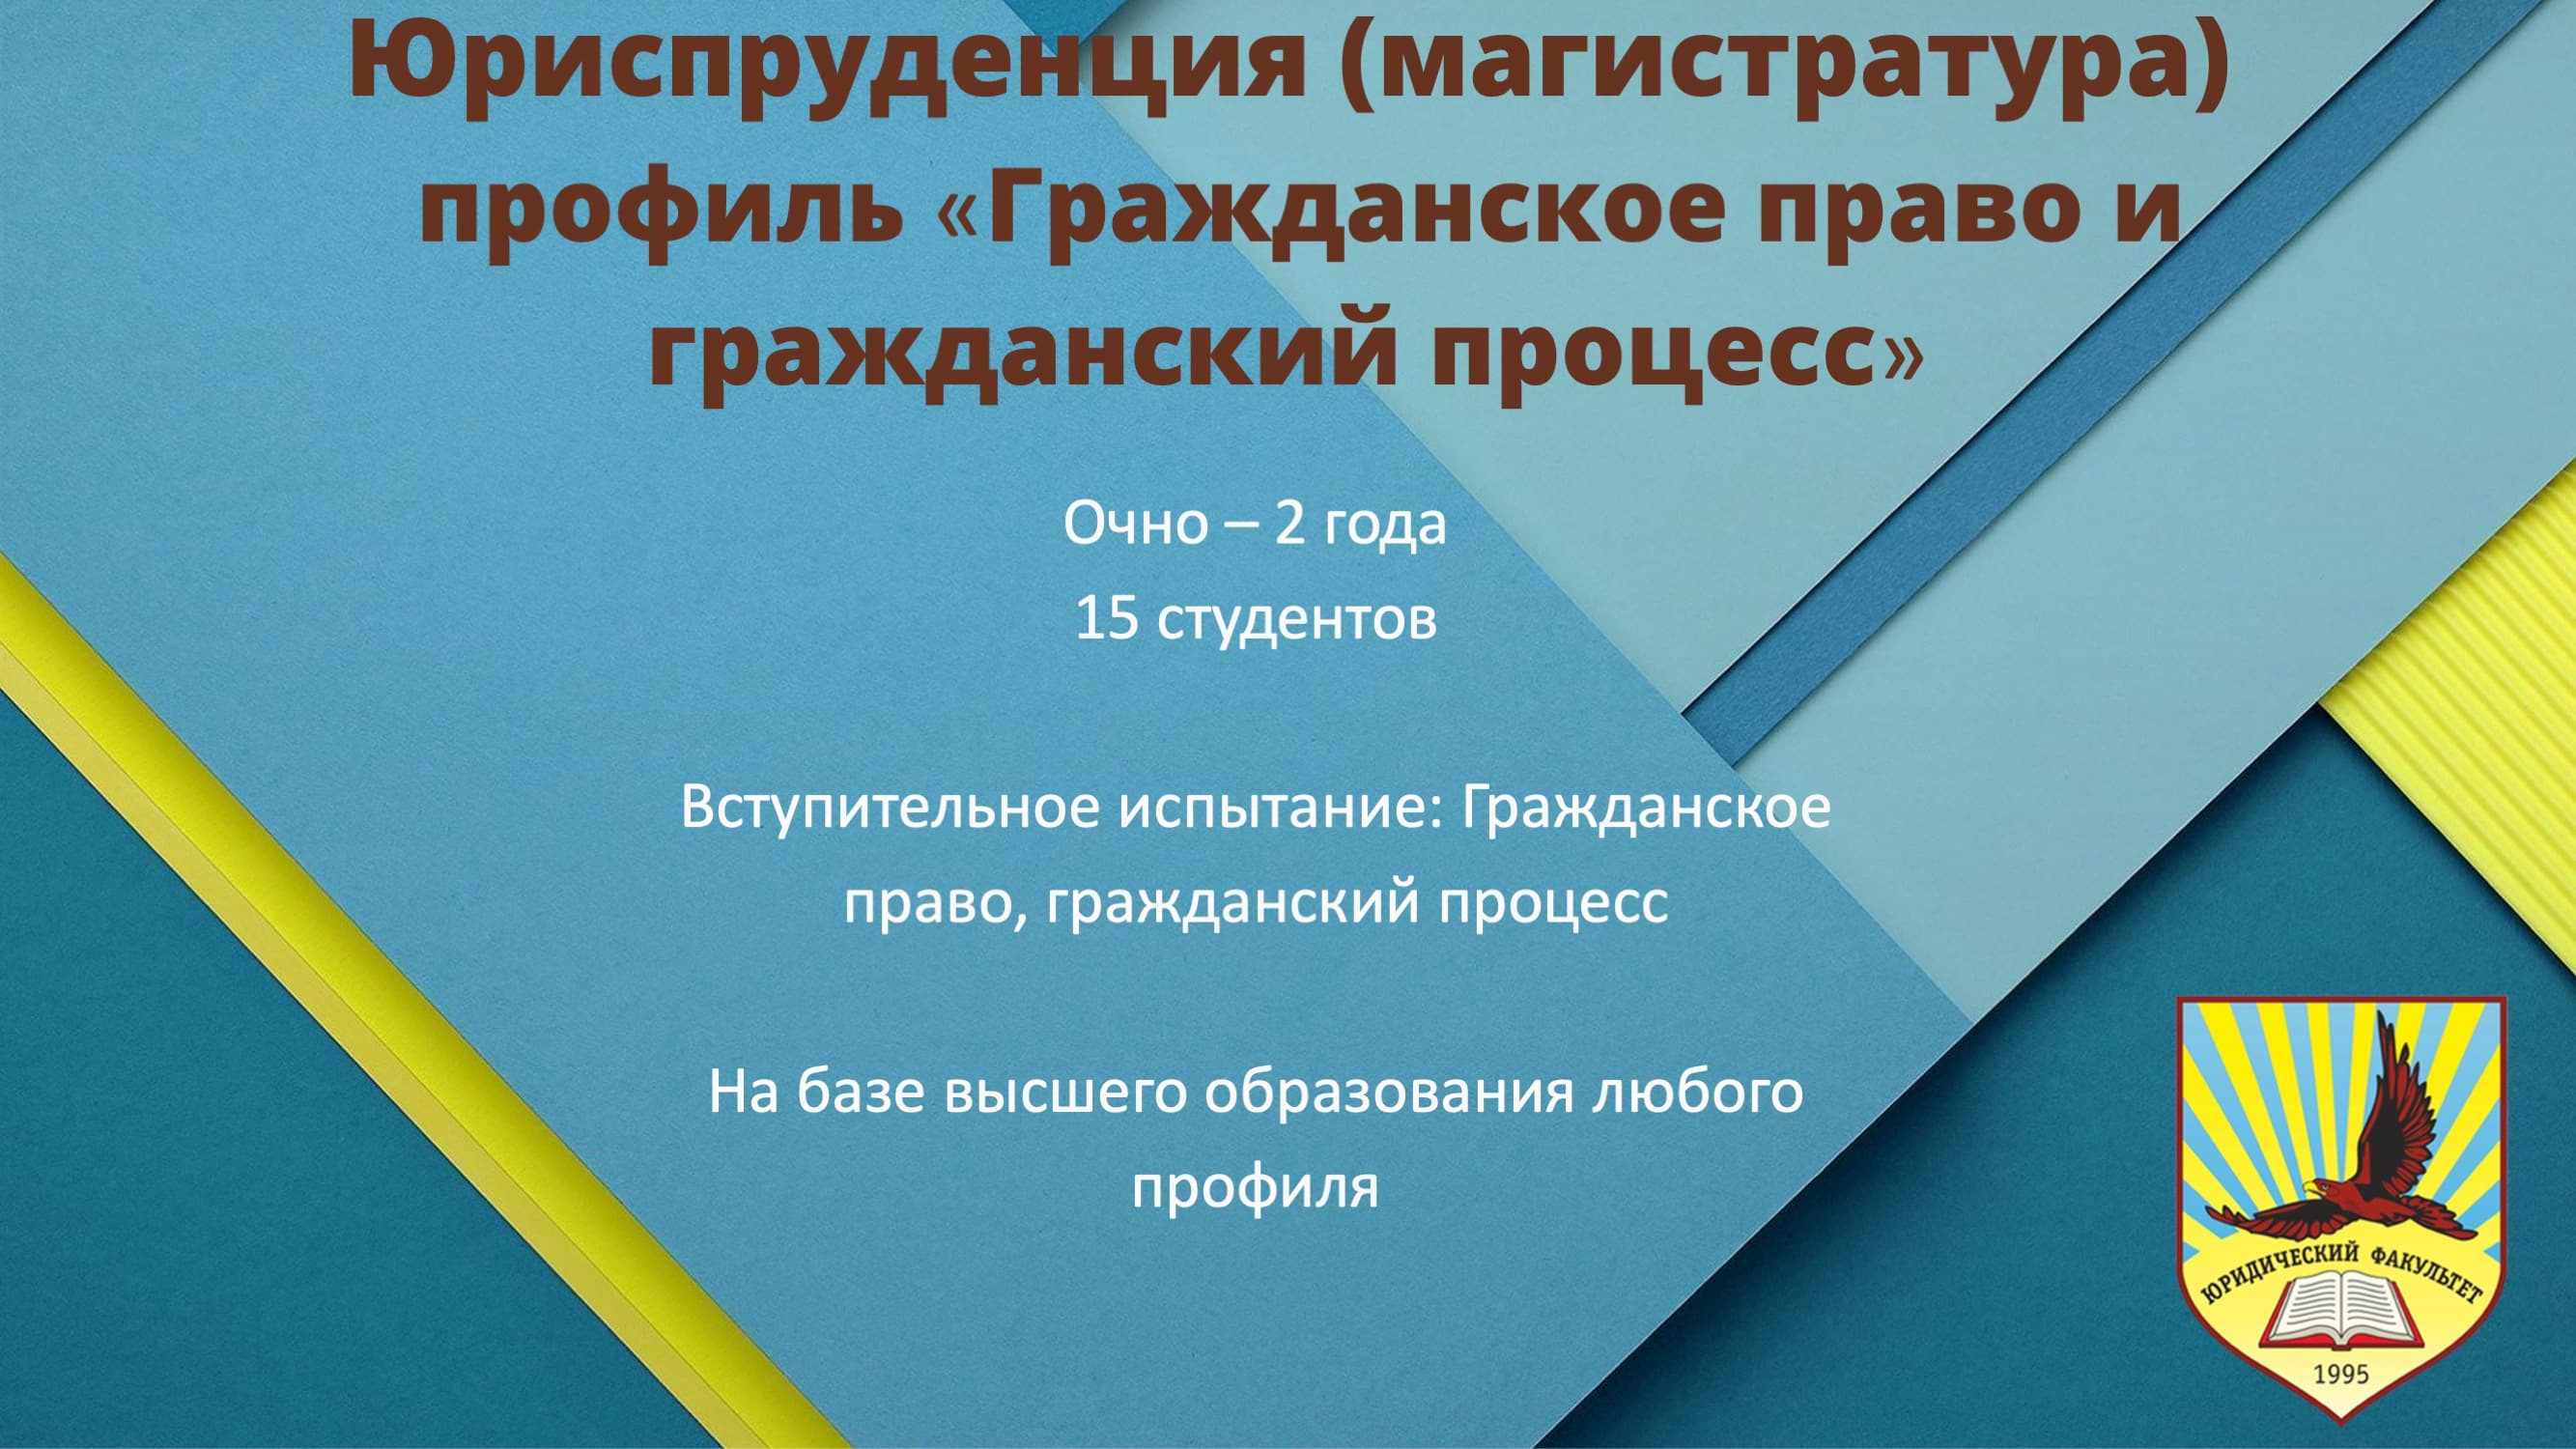 Юриспруденция (магистратура)
профиль «Гражданское право и
гражданский процесс»
Очно – 2 года
15 студентов
Вступительное испытание: Гражданское
право, гражданский процесс
На базе высшего образования любого
профиля
ЮРИДИЧЕСКИЙ ФАКУЛЬТЕТ
1995